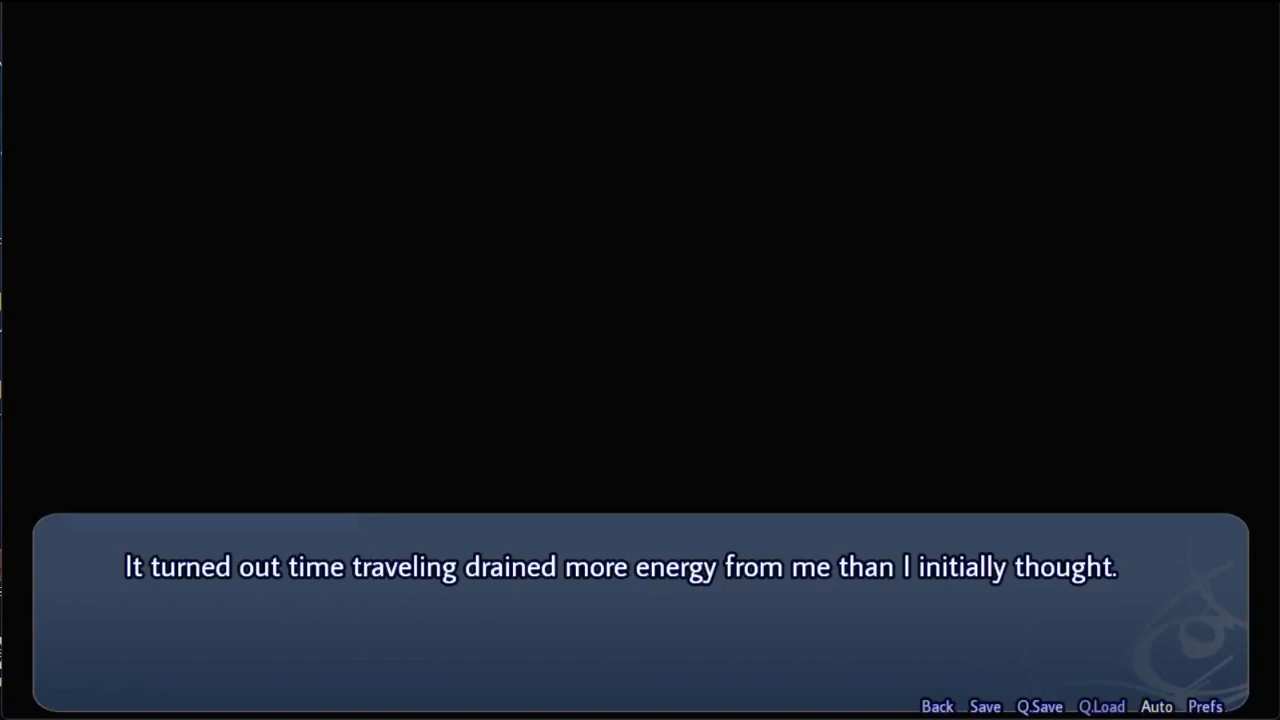 It turned out time traveling drained more energy from me than I initially thought.
Back Save Q.Save Q.Load Auto Prefs